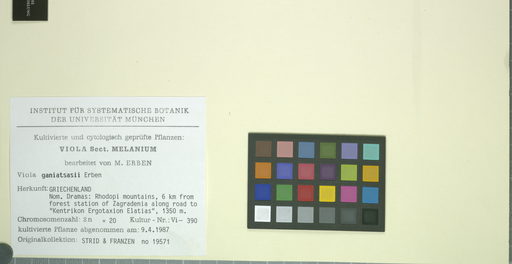 INSTITUT FÜR SYSTEMATISCHE BOTANIK
DER UNIVERSITÄT MÜNCHEN
Kultivierte und cytologisch geprüfte Pflanzen:
VIOLA Sect. MELANIUM
bearbeitet von M. ERBEN
Viola ganiatsasii Erben
Herkunft: GRIECHENLAND
Nom. Dramas: Rhodopi mountains, 6 km from
forest station of Zagradenia along road to
"Kentrikon Ergotaxion Elatias", 1350 m.
Chromosomenzahl: 2n = 20 Kultur-Nr.: Vi- 390
kultivierte Pflanze abgenommen am: 9.4.1987
Originalkollektion: STRID & FRANZEN no 19571